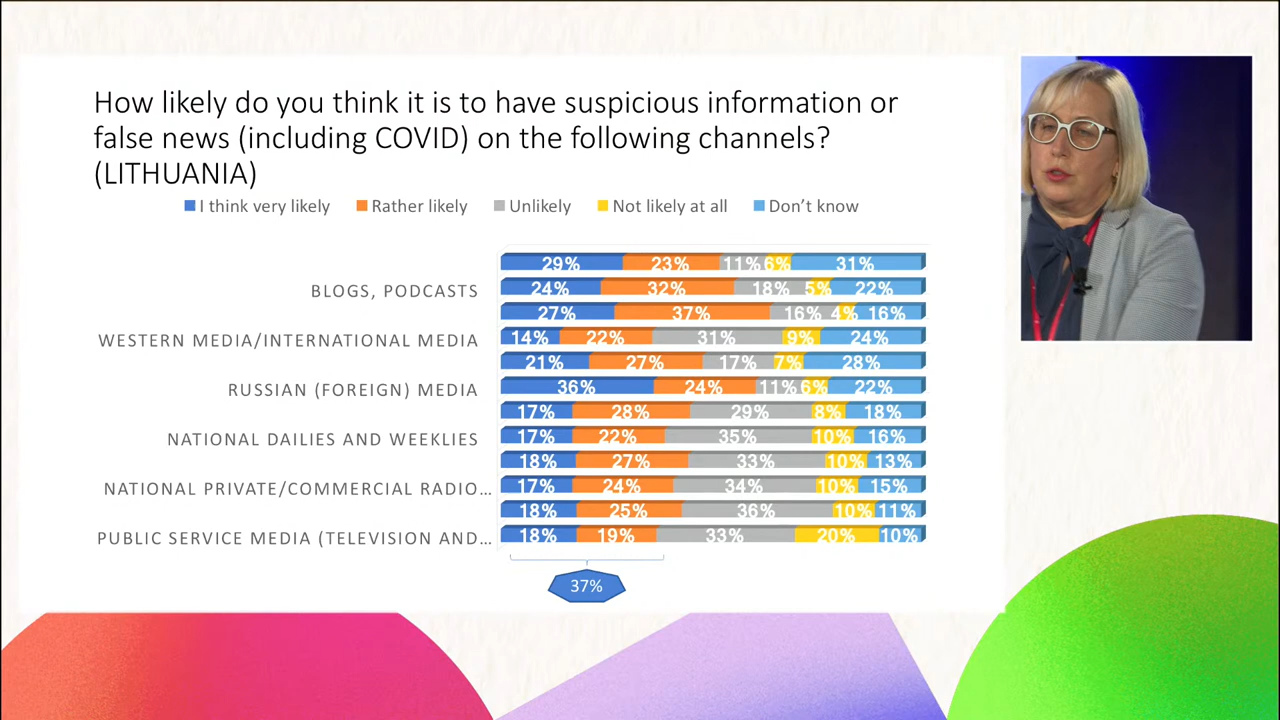 How likely do you think it is to have suspicious information or
false news (including COVID) on the following channels?
(LITHUANIA)
I think very likely Rather likely Unlikely Not likely at all Don't know
29% 23% 11% 6% 31%
BLOGS, PODCASTS 24% 32% 18% 5% 22%
27% 37% 16% 4% 16%
WESTERN MEDIA/INTERNATIONAL MEDIA 14% 22% 31% 9% 24%
21% 27% 17% 7% 28%
RUSSIAN (FOREIGN) MEDIA 36% 24% 11% 6% 22%
17% 28% 29% 8% 18%
NATIONAL DAILIES AND WEEKLIES 17% 22% 35% 10% 16%
18% 27% 33% 10% 13%
NATIONAL PRIVATE/COMMERCIAL RADIO… 17% 24% 34% 10% 15%
18% 25% 36% 10% 11%
PUBLIC SERVICE MEDIA (TELEVISION AND… 18% 19% 33% 20% 10%
37%